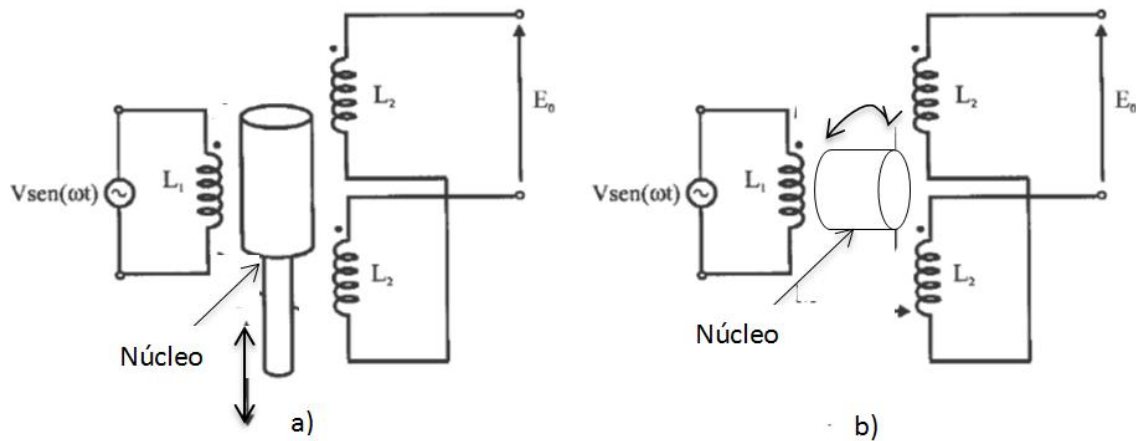 L₂
E₀
L₁
Vsen(ωt)
L₂
Núcleo
a)
L₂
E₀
L₁
Vsen(ωt)
L₂
Núcleo
b)